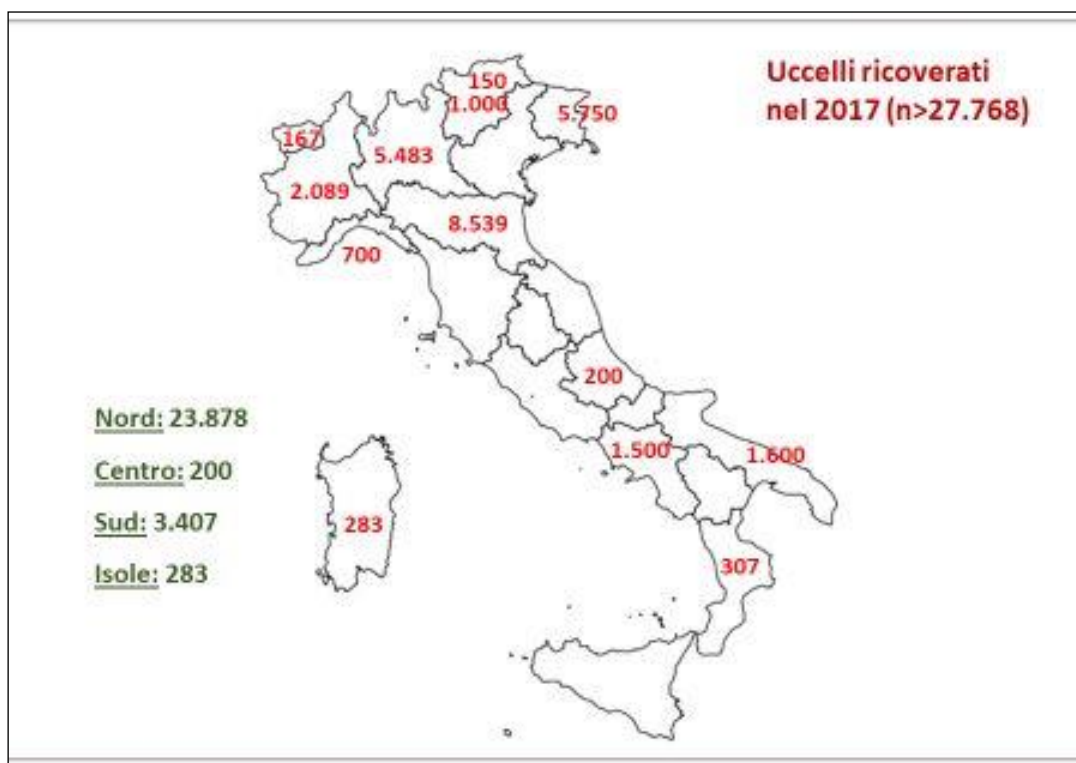 Uccelli ricoverati
nel 2017 (n>27.768)
150
1.000
5.750
167
5.483
2.089
8.539
700
200
1.500
1.600
283
307
Nord: 23.878
Centro: 200
Sud: 3.407
Isole: 283